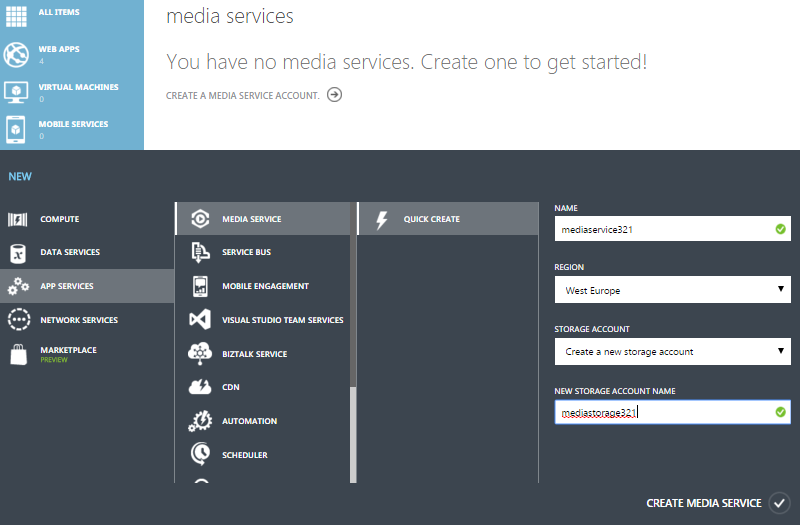 ALL ITEMS
WEB APPS
4
VIRTUAL MACHINES
0
MOBILE SERVICES
0
media services
You have no media services. Create one to get started!
CREATE A MEDIA SERVICE ACCOUNT.
NEW
COMPUTE
DATA SERVICES
APP SERVICES
NETWORK SERVICES
MARKETPLACE
PREVIEW
MEDIA SERVICE
SERVICE BUS
MOBILE ENGAGEMENT
VISUAL STUDIO TEAM SERVICES
BIZTALK SERVICE
CDN
AUTOMATION
SCHEDULER
QUICK CREATE
NAME
mediaservice321
REGION
West Europe
STORAGE ACCOUNT
Create a new storage account
NEW STORAGE ACCOUNT NAME
mediastorage321
CREATE MEDIA SERVICE